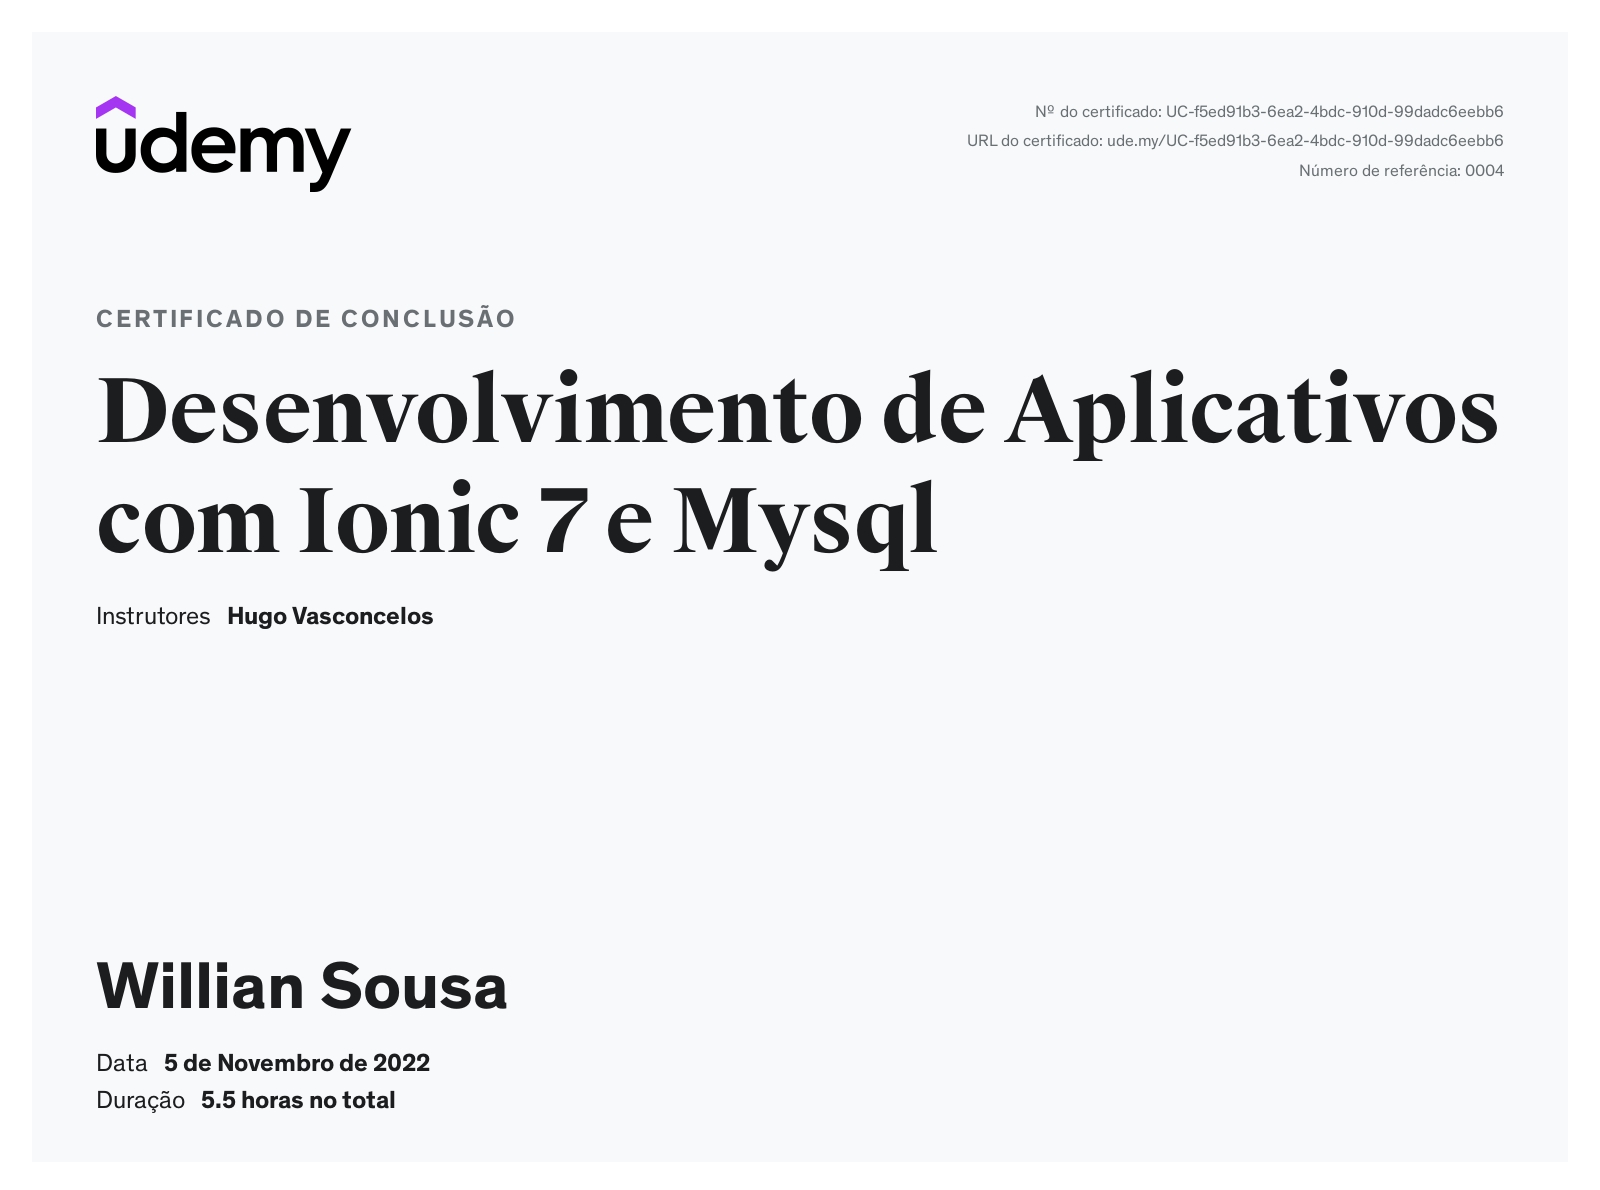 udemy
Nº do certificado: UC-f5ed91b3-6ea2-4bdc-910d-99dadc6eebb6
URL do certificado: ude.my/UC-f5ed91b3-6ea2-4bdc-910d-99dadc6eebb6
Número de referência: 0004
CERTIFICADO DE CONCLUSÃO
Desenvolvimento de Aplicativos
com Ionic 7 e Mysql
Instrutores Hugo Vasconcelos
Willian Sousa
Data 5 de Novembro de 2022
Duração 5.5 horas no total